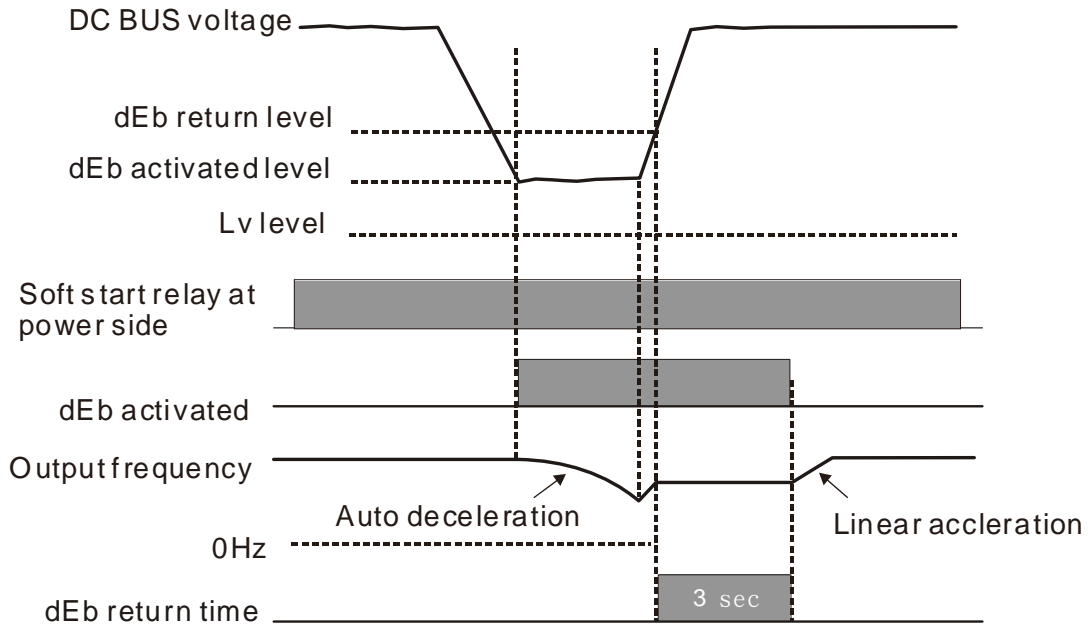 DC BUS voltage
dEb return level
dEb activated level
Lv level
Soft start relay at
power side
dEb activated
Output frequency
Auto deceleration
Linear accleration
0Hz
3 sec
dEb return time